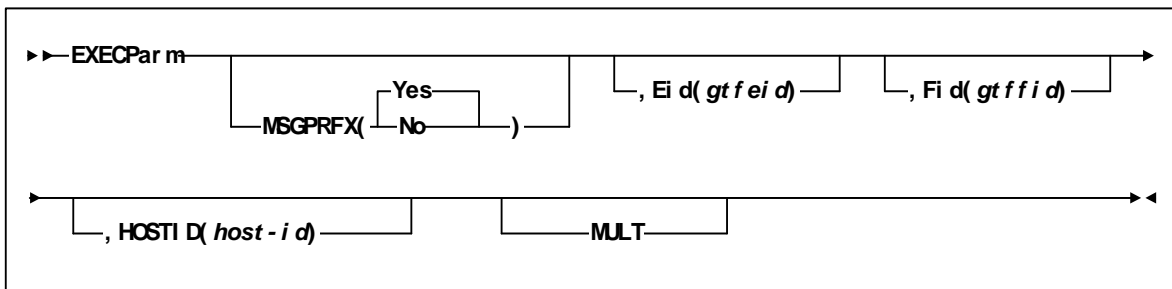 EXECParm
Yes
, Eid(gtfeid)
, Fid(gtffid)
MSGPRFX( No )
, HOSTID(host-id)
MULT